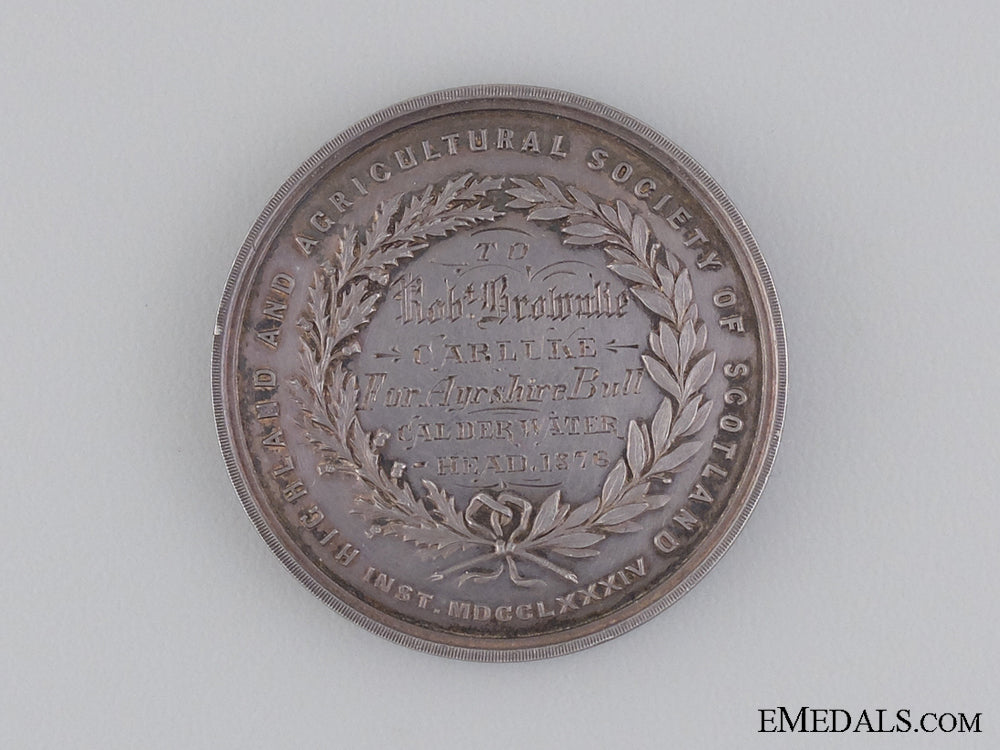 HIGHLAND AND AGRICULTURAL SOCIETY OF SCOTLAND
INST. MDCCLXXXIV
TO
Robt. Brownlie
CARLUKE
For Ayrshire Bull
CALDER WATER
HEAD. 1878
EMEDALS.COM